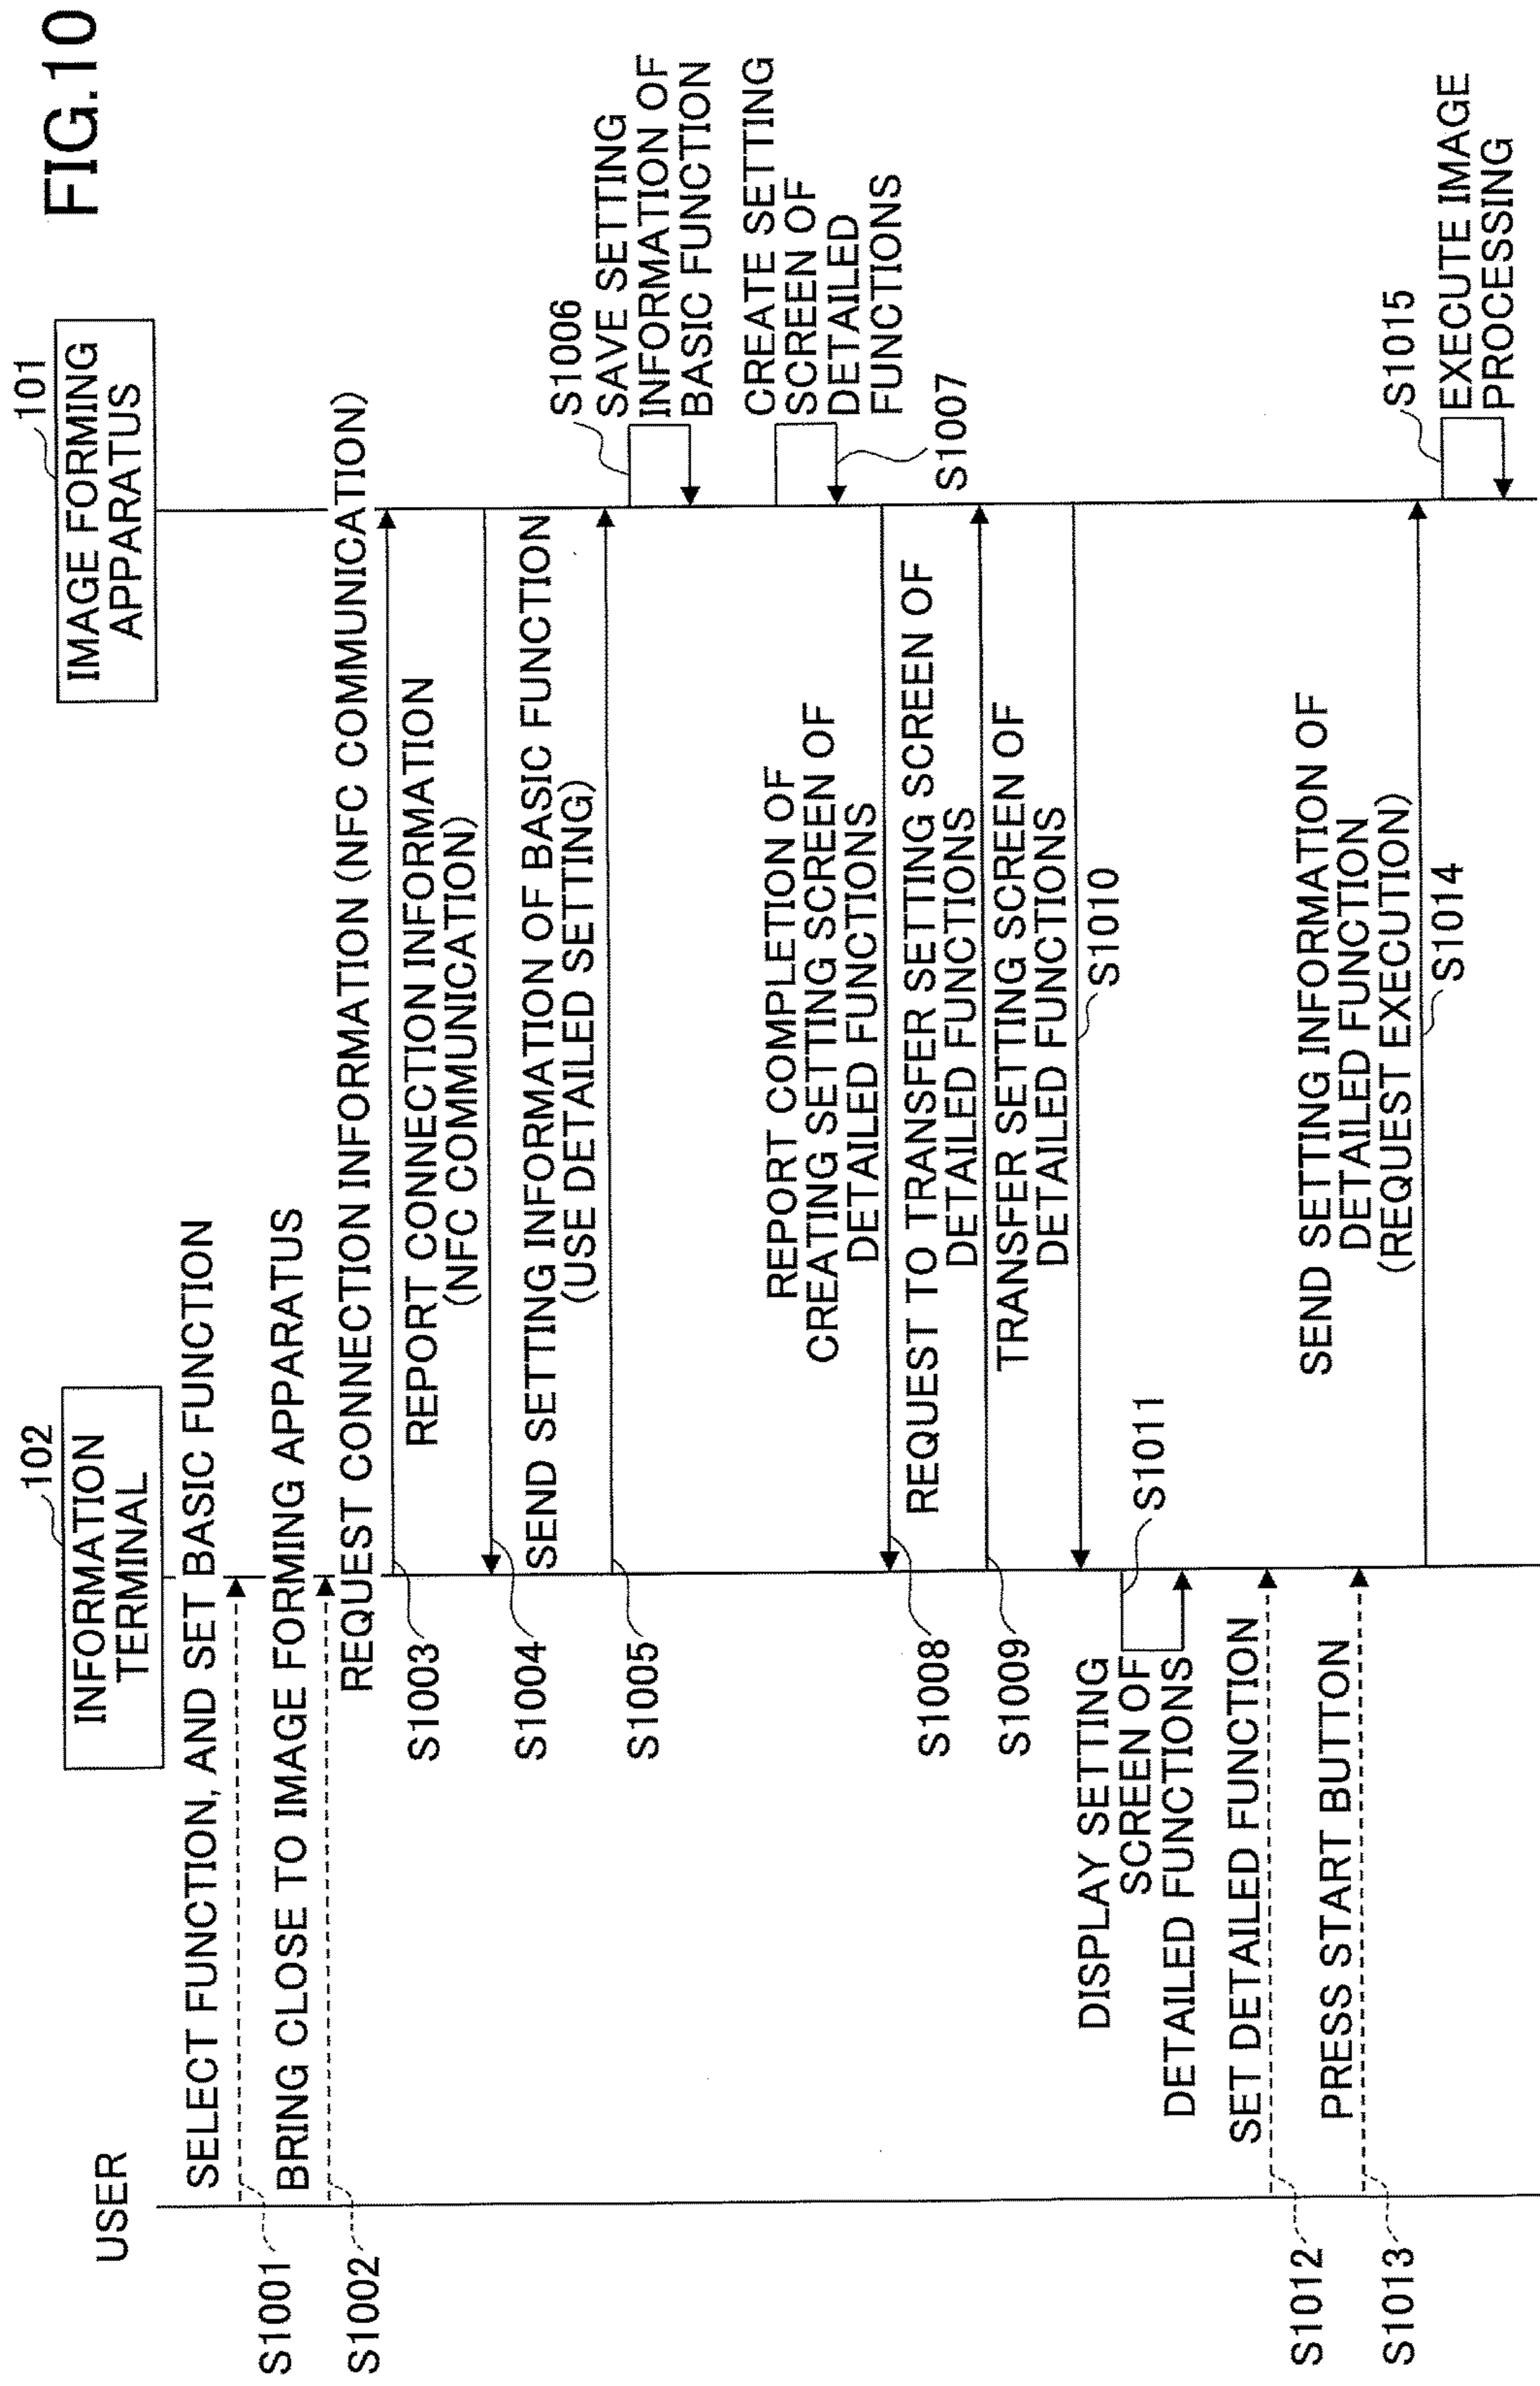 FIG.10
USER
102
INFORMATION
TERMINAL
101
IMAGE FORMING
APPARATUS
SELECT FUNCTION, AND SET BASIC FUNCTION
S1001
BRING CLOSE TO IMAGE FORMING APPARATUS
S1002
REQUEST CONNECTION INFORMATION (NFC COMMUNICATION)
S1003
REPORT CONNECTION INFORMATION
(NFC COMMUNICATION)
S1004
SEND SETTING INFORMATION OF BASIC FUNCTION
(USE DETAILED SETTING)
S1005
S1006
SAVE SETTING
INFORMATION OF
BASIC FUNCTION
CREATE SETTING
SCREEN OF
DETAILED
FUNCTIONS
S1007
REPORT COMPLETION OF
CREATING SETTING SCREEN OF
DETAILED FUNCTIONS
S1008
REQUEST TO TRANSFER SETTING SCREEN OF
DETAILED FUNCTIONS
S1009
TRANSFER SETTING SCREEN OF
DETAILED FUNCTIONS
S1010
S1011
DISPLAY SETTING
SCREEN OF
DETAILED FUNCTIONS
SET DETAILED FUNCTION
S1012
PRESS START BUTTON
S1013
SEND SETTING INFORMATION OF
DETAILED FUNCTION
(REQUEST EXECUTION)
S1014
S1015
EXECUTE IMAGE
PROCESSING